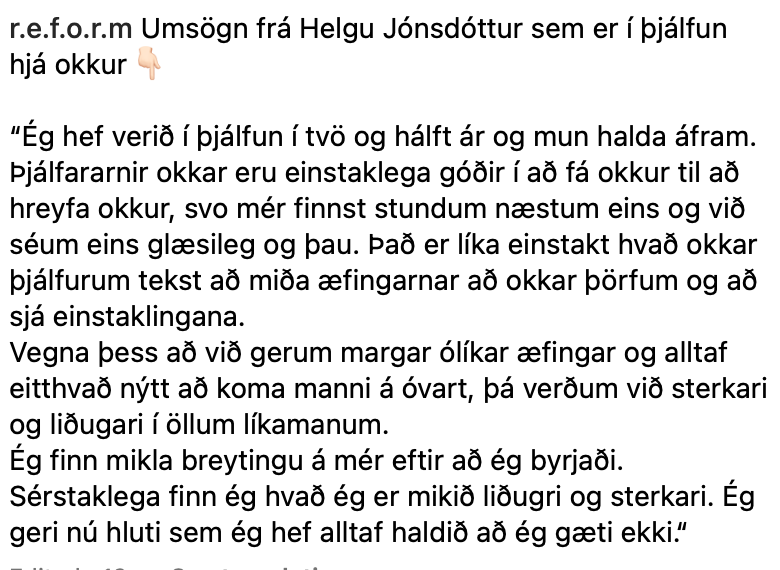 r.e.f.o.r.m Umsögn frá Helgu Jónsdóttur sem er í þjálfun
hjá okkur 👇🏻
“Ég hef verið í þjálfun í tvö og hálft ár og mun halda áfram.
Þjálfararnir okkar eru einstaklega góðir í að fá okkur til að
hreyfa okkur, svo mér finnst stundum næstum eins og við
séum eins glæsileg og þau. Það er líka einstakt hvað okkar
þjálfurum tekst að miða æfingarnar að okkar þörfum og að
sjá einstaklingana.
Vegna þess að við gerum margar ólíkar æfingar og alltaf
eitthvað nýtt að koma manni á óvart, þá verðum við sterkari
og liðugari í öllum líkamanum.
Ég finn mikla breytingu á mér eftir að ég byrjaði.
Sérstaklega finn ég hvað ég er mikið liðugri og sterkari. Ég
geri nú hluti sem ég hef alltaf haldið að ég gæti ekki.“